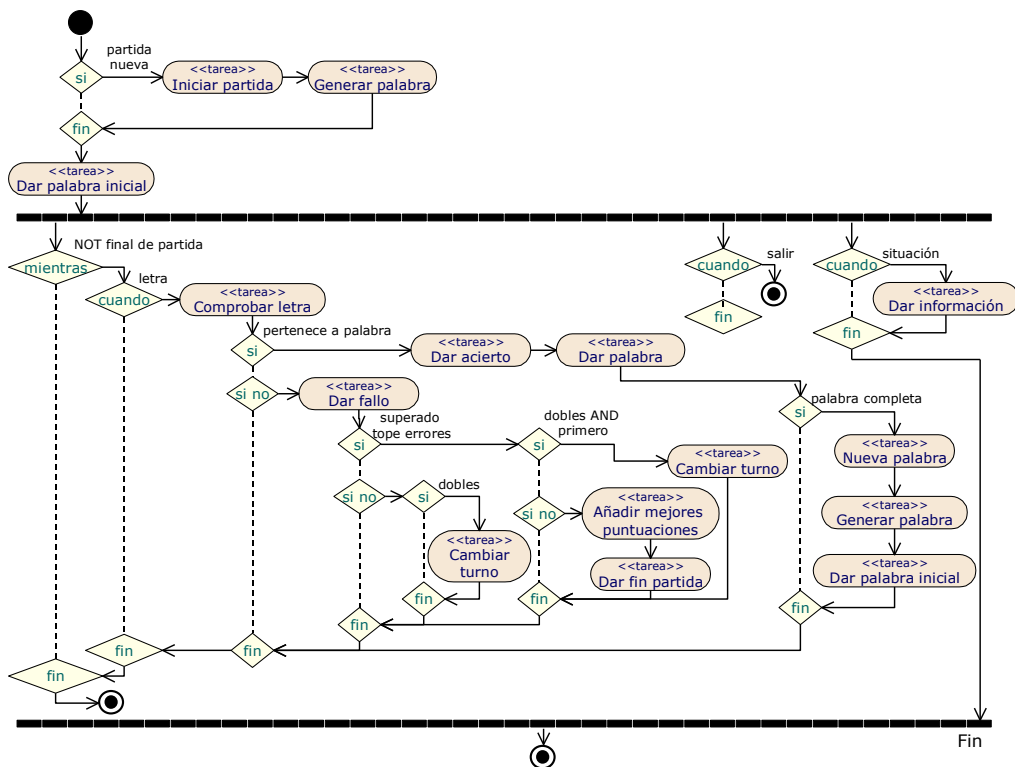 partida
nueva
si
<<tarea>>
Iniciar partida
<<tarea>>
Generar palabra
fin
<<tarea>>
Dar palabra inicial
NOT final de partida
mientras
letra
cuando
<<tarea>>
Comprobar letra
cuando
salir
fin
cuando
situación
<<tarea>>
Dar información
fin
pertenece a palabra
si
<<tarea>>
Dar acierto
<<tarea>>
Dar palabra
si no
<<tarea>>
Dar fallo
si
palabra completa
superado
tope errores
si
dobles AND
primero
si
<<tarea>>
Cambiar turno
<<tarea>>
Nueva palabra
si no
si
dobles
si no
<<tarea>>
Añadir mejores
puntuaciones
<<tarea>>
Generar palabra
<<tarea>>
Cambiar
turno
<<tarea>>
Dar fin partida
<<tarea>>
Dar palabra inicial
fin
fin
fin
fin
fin
fin
fin
Fin